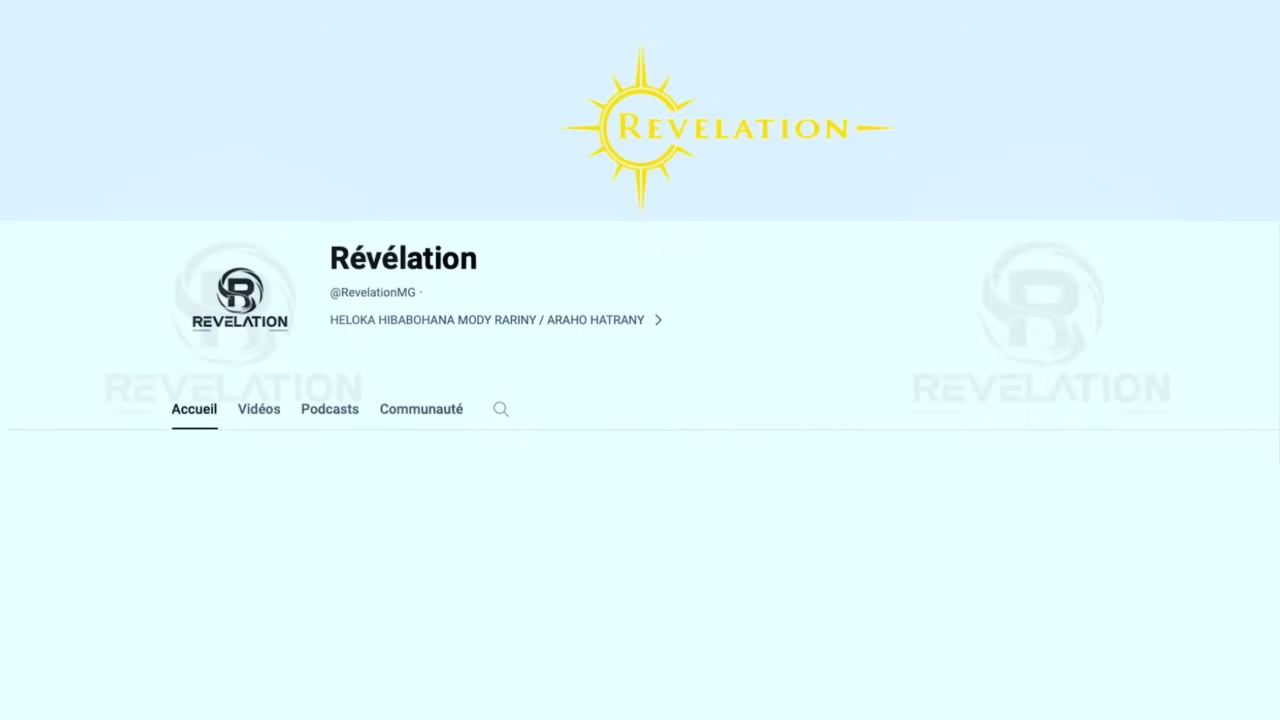 REVELATION
Révélation
@RevelationMG ·
HELOKA HIBABOHANA MODY RARINY / ARAHO HATRANY
REVELATION
REVELATION
REVELATION
Accueil Vidéos Podcasts Communauté